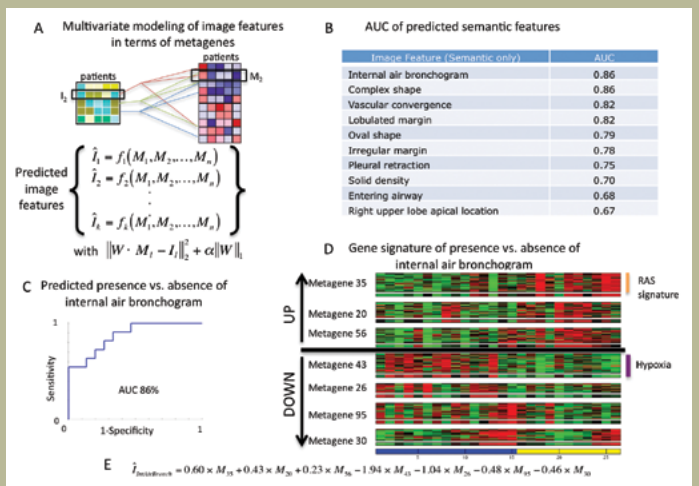 A Multivariate modeling of image features
in terms of metagenes
patients
patients
I₂
M₃
Predicted
image
features
Î₁ = f₁(M₁,M₂,...,Mₙ)
Î₂ = f₂(M₁,M₂,...,Mₙ)
.
.
Îₖ = fₖ(M₁,M₂,...,Mₙ)
with ‖W · Mₗ − Iₗ‖₂² + α‖W‖₁
B AUC of predicted semantic features
Image Feature (Semantic only) AUC
Internal air bronchogram 0.86
Complex shape 0.86
Vascular convergence 0.82
Lobulated margin 0.82
Oval shape 0.79
Irregular margin 0.78
Pleural retraction 0.75
Solid density 0.70
Entering airway 0.68
Right upper lobe apical location 0.67
C Predicted presence vs. absence of
internal air bronchogram
1
Sensitivity
AUC 86%
0
1
1-Specificity
D Gene signature of presence vs. absence of
internal air bronchogram
UP
Metagene 35
Metagene 20
Metagene 56
DOWN
Metagene 43
Metagene 26
Metagene 95
Metagene 30
RAS
signature
Hypoxia
5 10 15 20 25
E = 0.60 × M₃₅ + 0.43 × M₂₀ + 0.23 × M₅₆ − 1.94 × M₄₃ − 1.04 × M₂₆ − 0.48 × M₉₅ − 0.46 × M₃₀